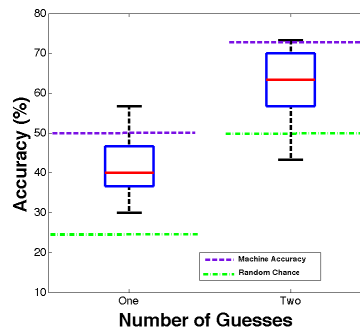 80
70
60
50
40
30
20
10
Accuracy (%)
One
Two
Number of Guesses
Machine Accuracy
Random Chance